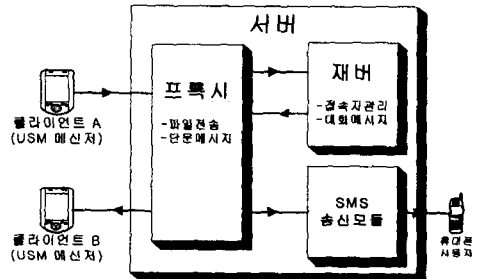 서버
프록시
-파일전송
-단문메시지
재버
-접속자관리
-대화메시지
클라이언트 A
(USM 메신저)
클라이언트 B
(USM 메신저)
SMS
송신모듈
휴대폰
사용자